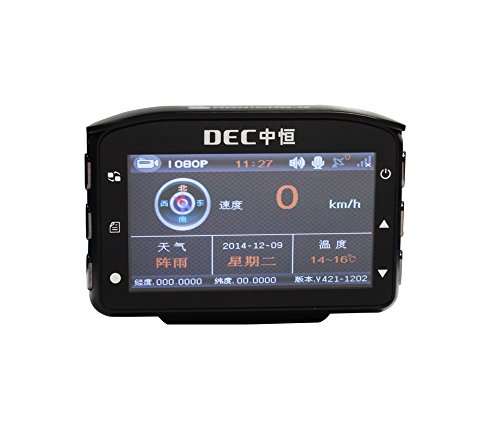 DEC中恒
1080P 11:27 0
北
西 东
南
速度 0 km/h
天气 2014-12-09 温度
阵雨 星期二 14~16℃
经度.000.0000 纬度.00.0000 版本.V421-1202